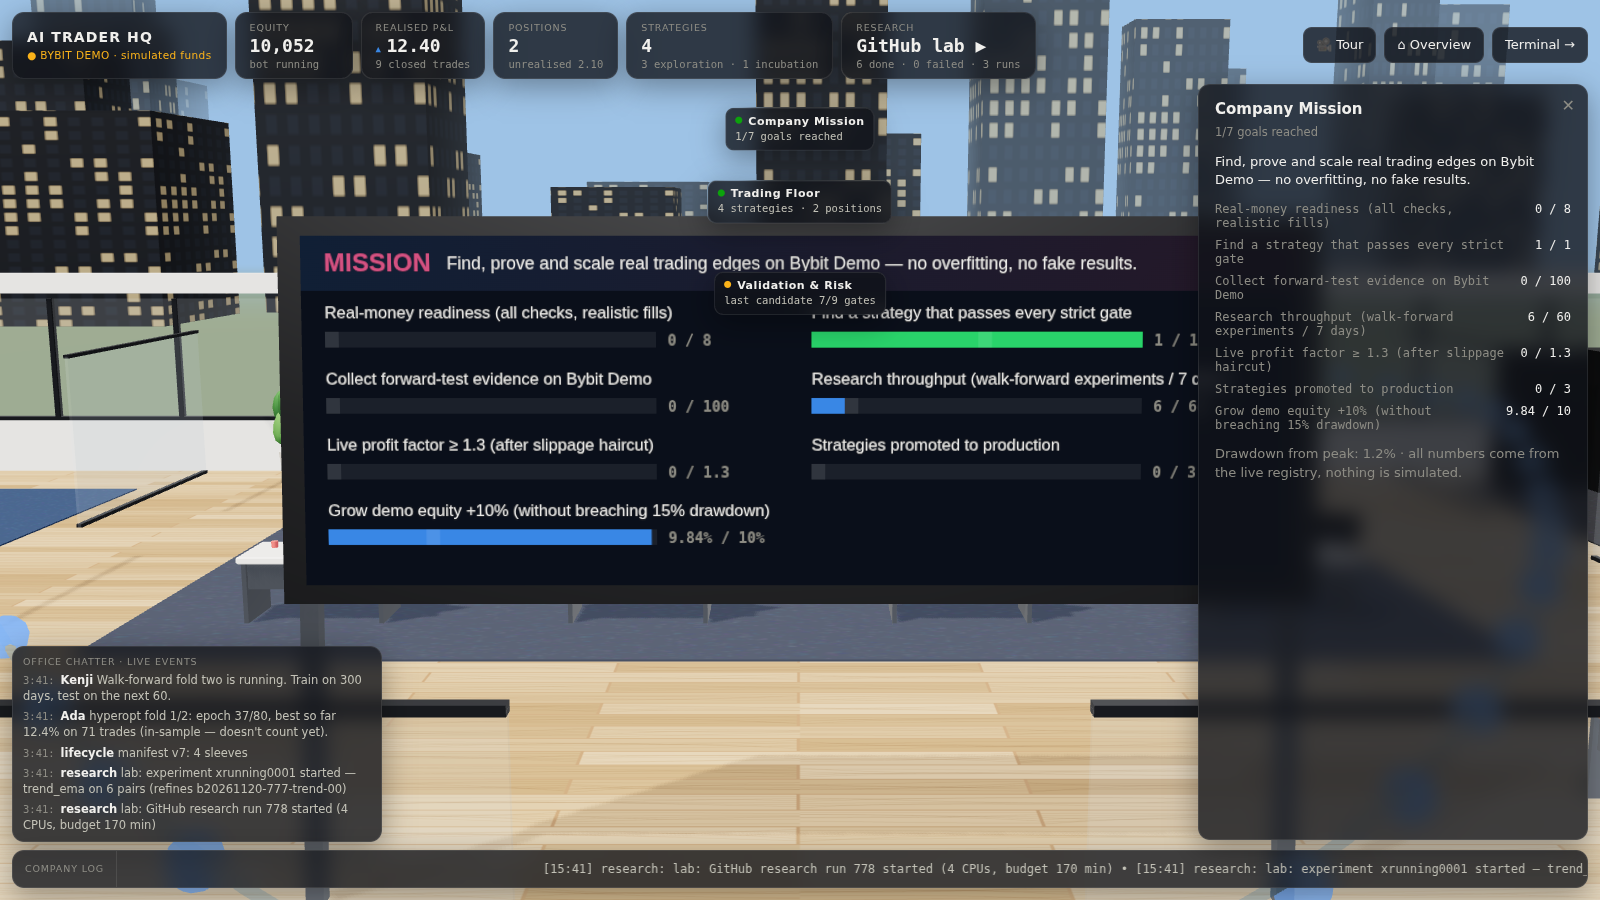 AI TRADER HQ
BYBIT DEMO · simulated funds
EQUITY
10,052
bot running
REALISED P&L
▲ 12.40
9 closed trades
POSITIONS
2
unrealised 2.10
STRATEGIES
4
3 exploration · 1 incubation
RESEARCH
GitHub lab ▶
6 done · 0 failed · 3 runs
Tour
⌂ Overview
Terminal →
Company Mission
1/7 goals reached
Trading Floor
4 strategies · 2 positions
Validation & Risk
last candidate 7/9 gates
MISSION Find, prove and scale real trading edges on Bybit Demo — no overfitting, no fake results.
Real-money readiness (all checks, realistic fills)
0 / 8
Find a strategy that passes every strict gate
1 / 1
Collect forward-test evidence on Bybit Demo
0 / 100
Research throughput (walk-forward experiments / 7 d
6 / 6
Live profit factor ≥ 1.3 (after slippage haircut)
0 / 1.3
Strategies promoted to production
0 / 3
Grow demo equity +10% (without breaching 15% drawdown)
9.84% / 10%
Company Mission ×
1/7 goals reached
Find, prove and scale real trading edges on Bybit
Demo — no overfitting, no fake results.
Real-money readiness (all checks, 0 / 8
realistic fills)
Find a strategy that passes every strict 1 / 1
gate
Collect forward-test evidence on Bybit 0 / 100
Demo
Research throughput (walk-forward 6 / 60
experiments / 7 days)
Live profit factor ≥ 1.3 (after slippage 0 / 1.3
haircut)
Strategies promoted to production 0 / 3
Grow demo equity +10% (without 9.84 / 10
breaching 15% drawdown)
Drawdown from peak: 1.2% · all numbers come from
the live registry, nothing is simulated.
OFFICE CHATTER · LIVE EVENTS
3:41: Kenji Walk-forward fold two is running. Train on 300
days, test on the next 60.
3:41: Ada hyperopt fold 1/2: epoch 37/80, best so far
12.4% on 71 trades (in-sample — doesn't count yet).
3:41: lifecycle manifest v7: 4 sleeves
3:41: research lab: experiment xrunning0001 started —
trend_ema on 6 pairs (refines b20261120-777-trend-00)
3:41: research lab: GitHub research run 778 started (4
CPUs, budget 170 min)
COMPANY LOG
[15:41] research: lab: GitHub research run 778 started (4 CPUs, budget 170 min) • [15:41] research: lab: experiment xrunning0001 started — trend_